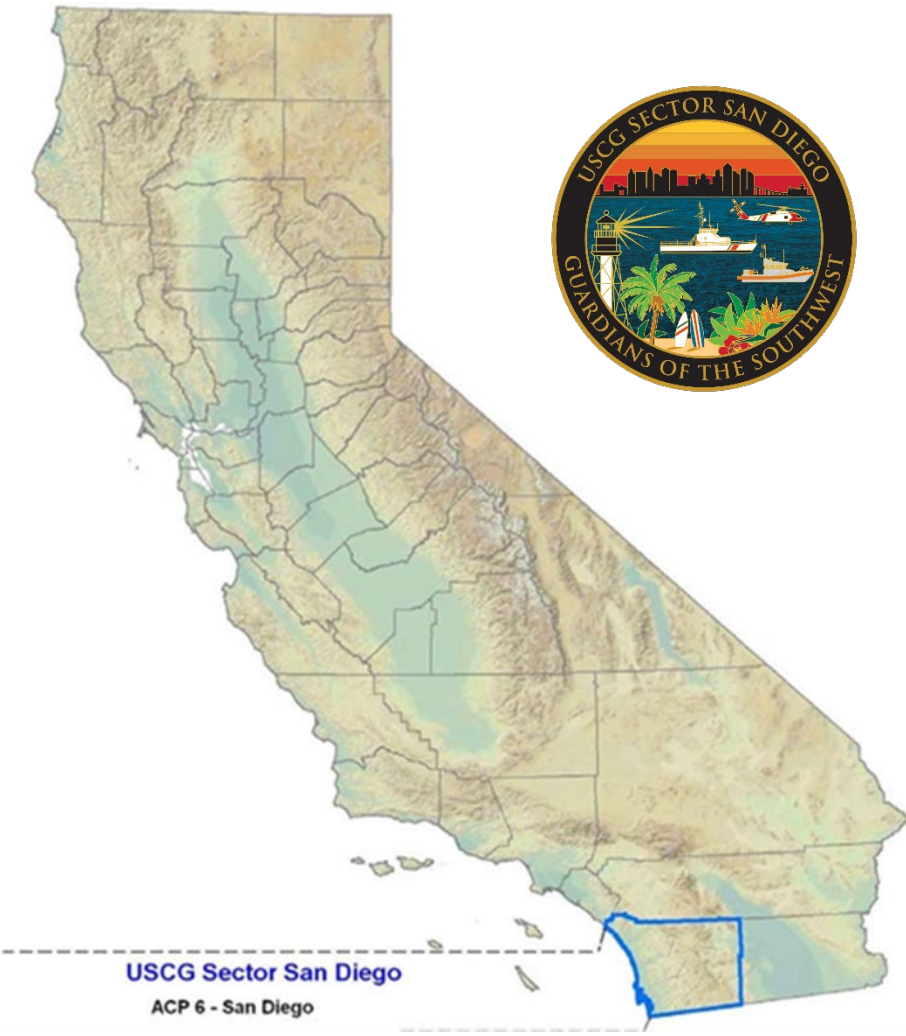 USCG SECTOR SAN DIEGO
GUARDIANS OF THE SOUTHWEST
USCG Sector San Diego
ACP 6 - San Diego